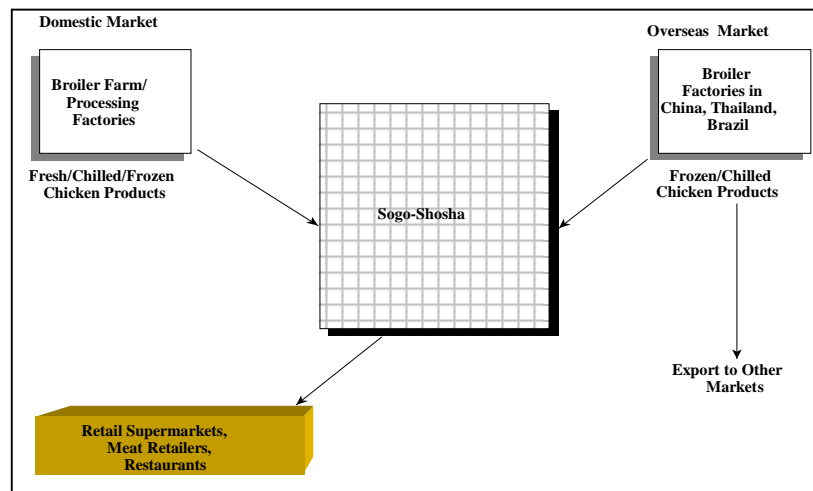 Domestic Market
Overseas Market
Broiler Farm/
Processing
Factories
Broiler
Factories in
China, Thailand,
Brazil
Fresh/Chilled/Frozen
Chicken Products
Frozen/Chilled
Chicken Products
Sogo-Shosha
Export to Other
Markets
Retail Supermarkets,
Meat Retailers,
Restaurants